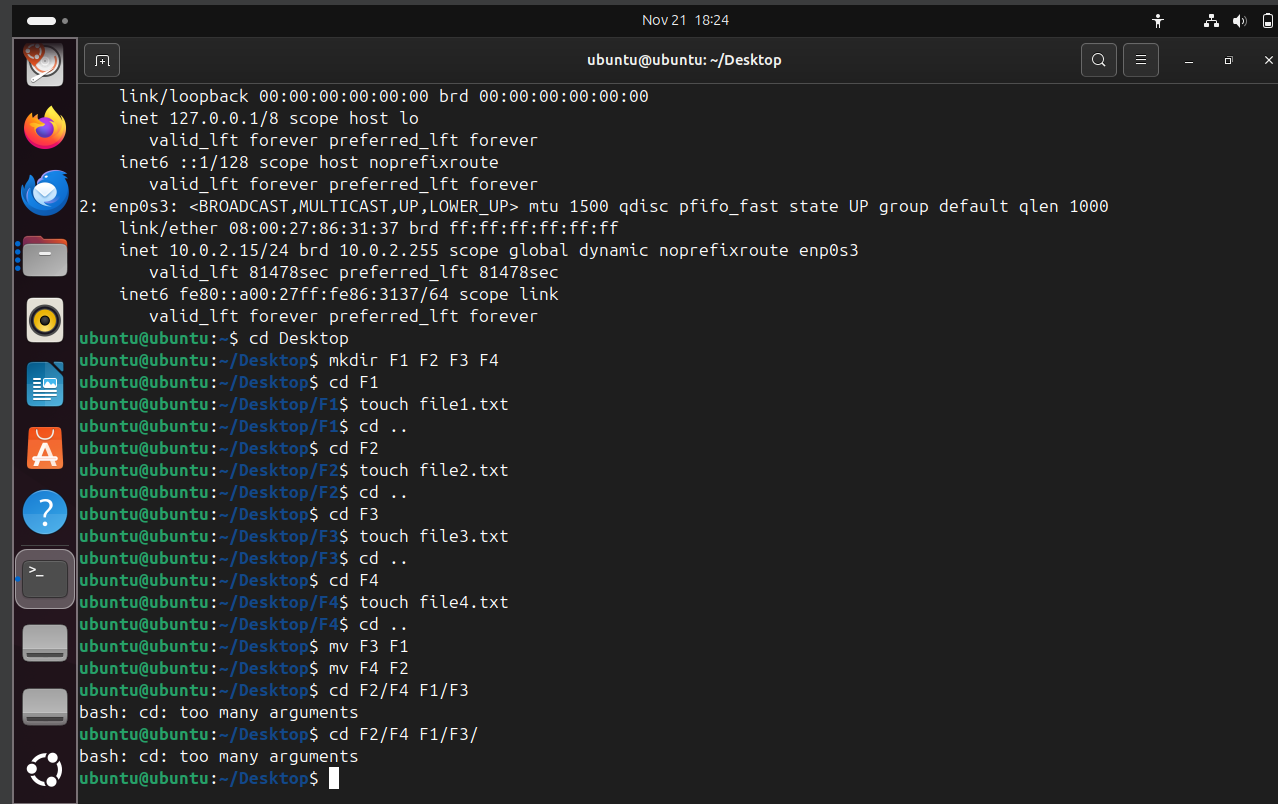 Nov 21 18:24
ubuntu@ubuntu: ~/Desktop
link/loopback 00:00:00:00:00:00 brd 00:00:00:00:00:00
inet 127.0.0.1/8 scope host lo
valid_lft forever preferred_lft forever
inet6 ::1/128 scope host noprefixroute
valid_lft forever preferred_lft forever
2: enp0s3: <BROADCAST,MULTICAST,UP,LOWER_UP> mtu 1500 qdisc pfifo_fast state UP group default qlen 1000
link/ether 08:00:27:86:31:37 brd ff:ff:ff:ff:ff:ff
inet 10.0.2.15/24 brd 10.0.2.255 scope global dynamic noprefixroute enp0s3
valid_lft 81478sec preferred_lft 81478sec
inet6 fe80::a00:27ff:fe86:3137/64 scope link
valid_lft forever preferred_lft forever
ubuntu@ubuntu:~$ cd Desktop
ubuntu@ubuntu:~/Desktop$ mkdir F1 F2 F3 F4
ubuntu@ubuntu:~/Desktop$ cd F1
ubuntu@ubuntu:~/Desktop/F1$ touch file1.txt
ubuntu@ubuntu:~/Desktop/F1$ cd ..
ubuntu@ubuntu:~/Desktop$ cd F2
ubuntu@ubuntu:~/Desktop/F2$ touch file2.txt
ubuntu@ubuntu:~/Desktop/F2$ cd ..
ubuntu@ubuntu:~/Desktop$ cd F3
ubuntu@ubuntu:~/Desktop/F3$ touch file3.txt
ubuntu@ubuntu:~/Desktop/F3$ cd ..
ubuntu@ubuntu:~/Desktop$ cd F4
ubuntu@ubuntu:~/Desktop/F4$ touch file4.txt
ubuntu@ubuntu:~/Desktop/F4$ cd ..
ubuntu@ubuntu:~/Desktop$ mv F3 F1
ubuntu@ubuntu:~/Desktop$ mv F4 F2
ubuntu@ubuntu:~/Desktop$ cd F2/F4 F1/F3
bash: cd: too many arguments
ubuntu@ubuntu:~/Desktop$ cd F2/F4 F1/F3/
bash: cd: too many arguments
ubuntu@ubuntu:~/Desktop$